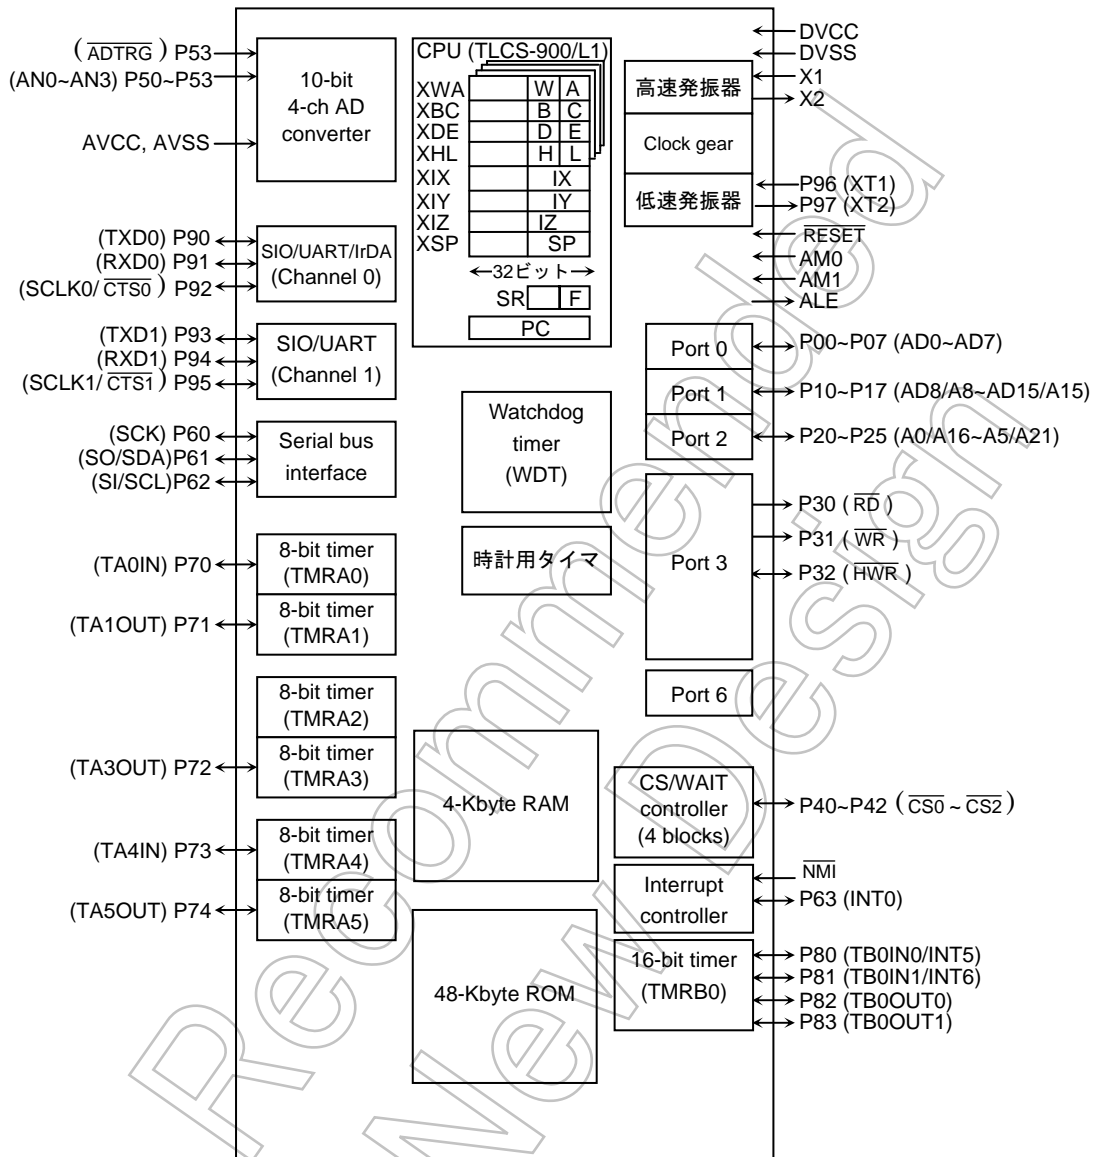 (ADTRG) P53
(AN0~AN3) P50~P53
AVCC, AVSS
10-bit
4-ch AD
converter
(TXD0) P90
(RXD0) P91
(SCLK0/CTS0) P92
SIO/UART/IrDA
(Channel 0)
(TXD1) P93
(RXD1) P94
(SCLK1/CTS1) P95
SIO/UART
(Channel 1)
(SCK) P60
(SO/SDA)P61
(SI/SCL)P62
Serial bus
interface
(TA0IN) P70
8-bit timer
(TMRA0)
(TA1OUT) P71
8-bit timer
(TMRA1)
8-bit timer
(TMRA2)
(TA3OUT) P72
8-bit timer
(TMRA3)
(TA4IN) P73
8-bit timer
(TMRA4)
(TA5OUT) P74
8-bit timer
(TMRA5)
CPU (TLCS-900/L1)
XWA W A
XBC B C
XDE D E
XHL H L
XIX IX
XIY IY
XIZ IZ
XSP SP
32ビット
SR F
PC
Watchdog
timer
(WDT)
時計用タイマ
4-Kbyte RAM
48-Kbyte ROM
高速発振器
Clock gear
低速発振器
DVCC
DVSS
X1
X2
P96 (XT1)
P97 (XT2)
RESET
AM0
AM1
ALE
Port 0
P00~P07 (AD0~AD7)
Port 1
P10~P17 (AD8/A8~AD15/A15)
Port 2
P20~P25 (A0/A16~A5/A21)
Port 3
P30 (RD)
P31 (WR)
P32 (HWR)
Port 6
CS/WAIT
controller
(4 blocks)
P40~P42 (CS0 ~ CS2)
Interrupt
controller
NMI
P63 (INT0)
16-bit timer
(TMRB0)
P80 (TB0IN0/INT5)
P81 (TB0IN1/INT6)
P82 (TB0OUT0)
P83 (TB0OUT1)
Recommended
New Design